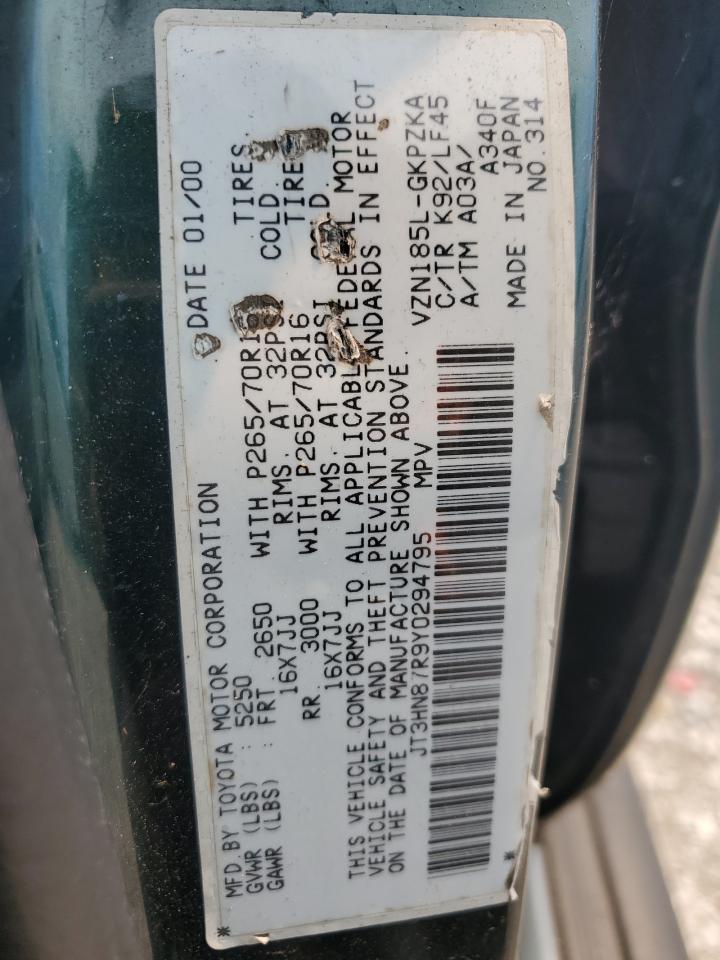 MFD. BY TOYOTA MOTOR CORPORATION DATE 01/00
GVWR (LBS) : 5250
GAWR (LBS) : FRT. 2650 WITH P265/70R16 TIRES,
16X7JJ RIMS. AT 32PSI COLD.
RR. 3000 WITH P265/70R16 TIRE
16X7JJ RIMS. AT 32PSI COLD.
THIS VEHICLE CONFORMS TO ALL APPLICABLE FEDERAL MOTOR
VEHICLE SAFETY AND THEFT PREVENTION STANDARDS IN EFFECT
ON THE DATE OF MANUFACTURE SHOWN ABOVE.
JT3HN87R9Y0294795 MPV
VZN185L-GKPZKA
C/TR K92/LF45
A/TM A03A/
A340F
MADE IN JAPAN
NO.314